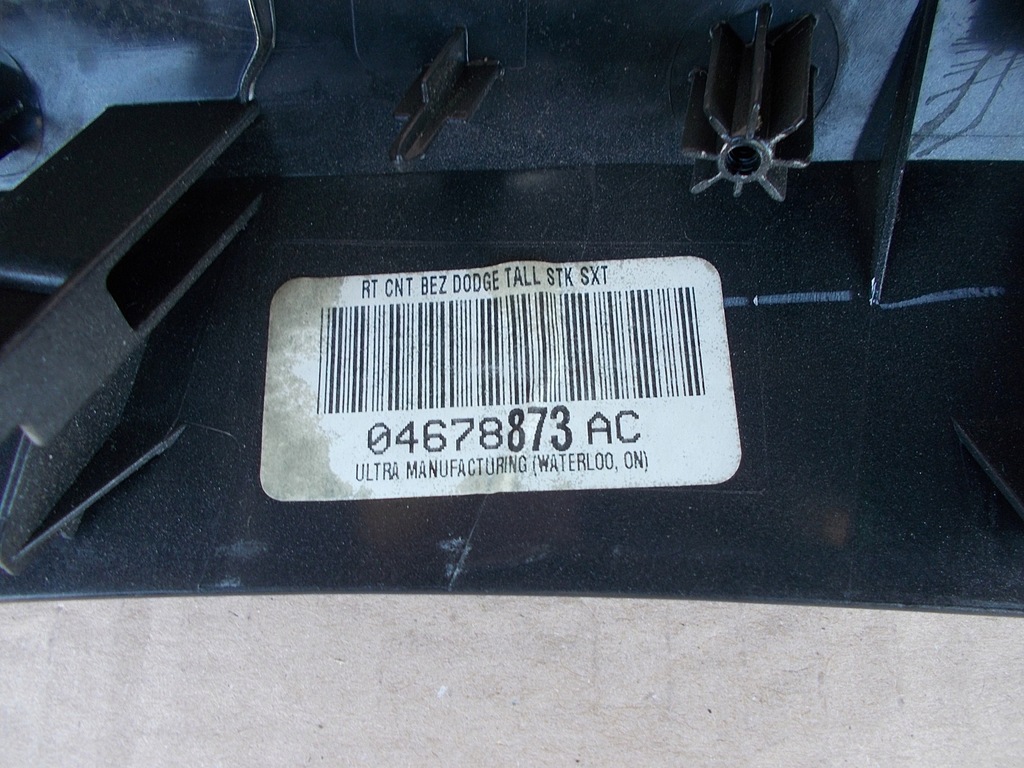 RT CNT BEZ DODGE TALL STK SXT
04678873 AC
ULTRA MANUFACTURING (WATERLOO, ON)